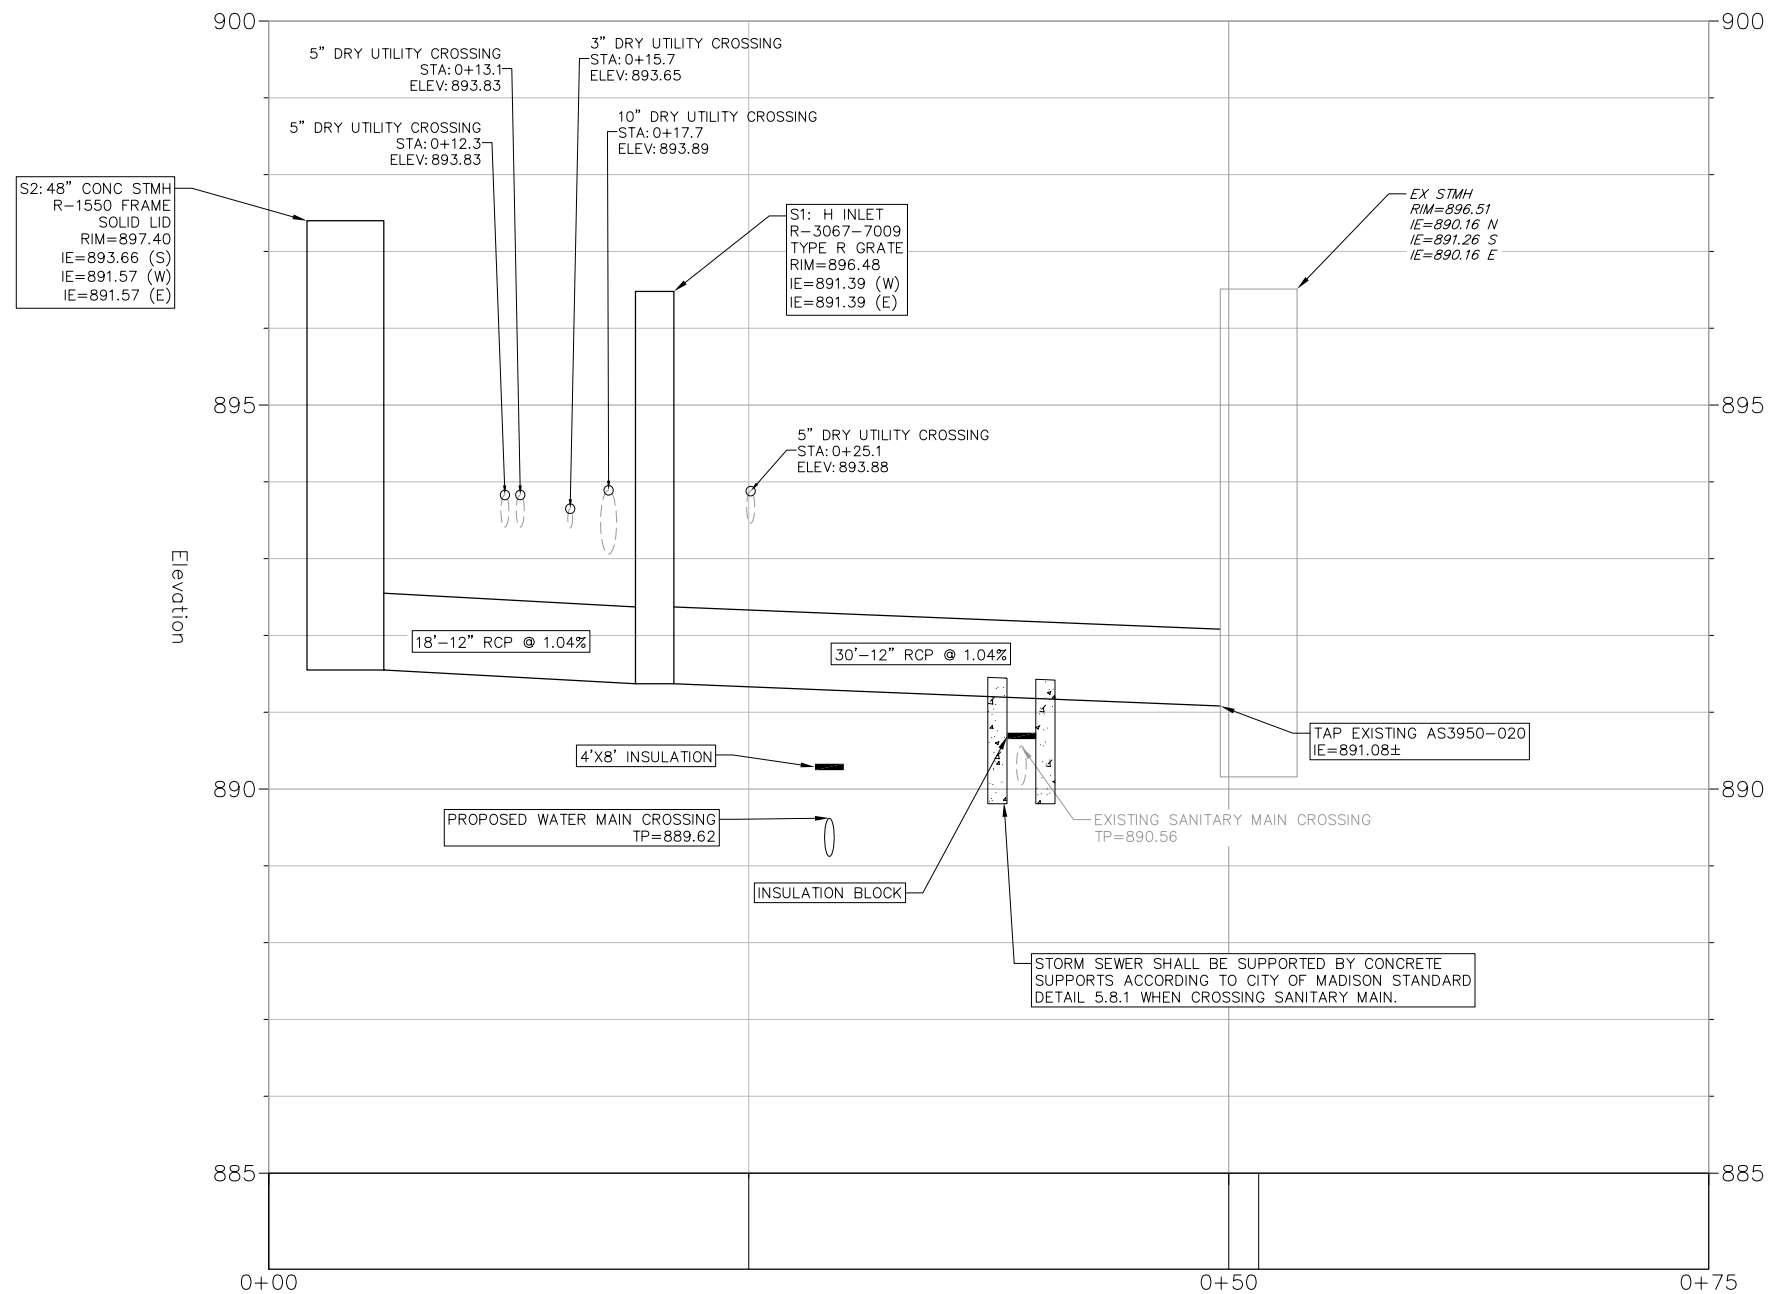 900
900
5” DRY UTILITY CROSSING
STA: 0+13.1
ELEV: 893.83
3” DRY UTILITY CROSSING
STA: 0+15.7
ELEV: 893.65
5” DRY UTILITY CROSSING
STA: 0+12.3
ELEV: 893.83
10” DRY UTILITY CROSSING
STA: 0+17.7
ELEV: 893.89
S2: 48” CONC STMH
R-1550 FRAME
SOLID LID
RIM=897.40
IE=893.66 (S)
IE=891.57 (W)
IE=891.57 (E)
S1: H INLET
R-3067-7009
TYPE R GRATE
RIM=896.48
IE=891.39 (W)
IE=891.39 (E)
EX STMH
RIM=896.51
IE=890.16 N
IE=891.26 S
IE=890.16 E
895
895
5” DRY UTILITY CROSSING
STA: 0+25.1
ELEV: 893.88
Elevation
18’-12” RCP @ 1.04%
30’-12” RCP @ 1.04%
TAP EXISTING AS3950-020
IE=891.08±
4’X8’ INSULATION
890
890
PROPOSED WATER MAIN CROSSING
TP=889.62
EXISTING SANITARY MAIN CROSSING
TP=890.56
INSULATION BLOCK
STORM SEWER SHALL BE SUPPORTED BY CONCRETE
SUPPORTS ACCORDING TO CITY OF MADISON STANDARD
DETAIL 5.8.1 WHEN CROSSING SANITARY MAIN.
885
885
0+00
0+50
0+75